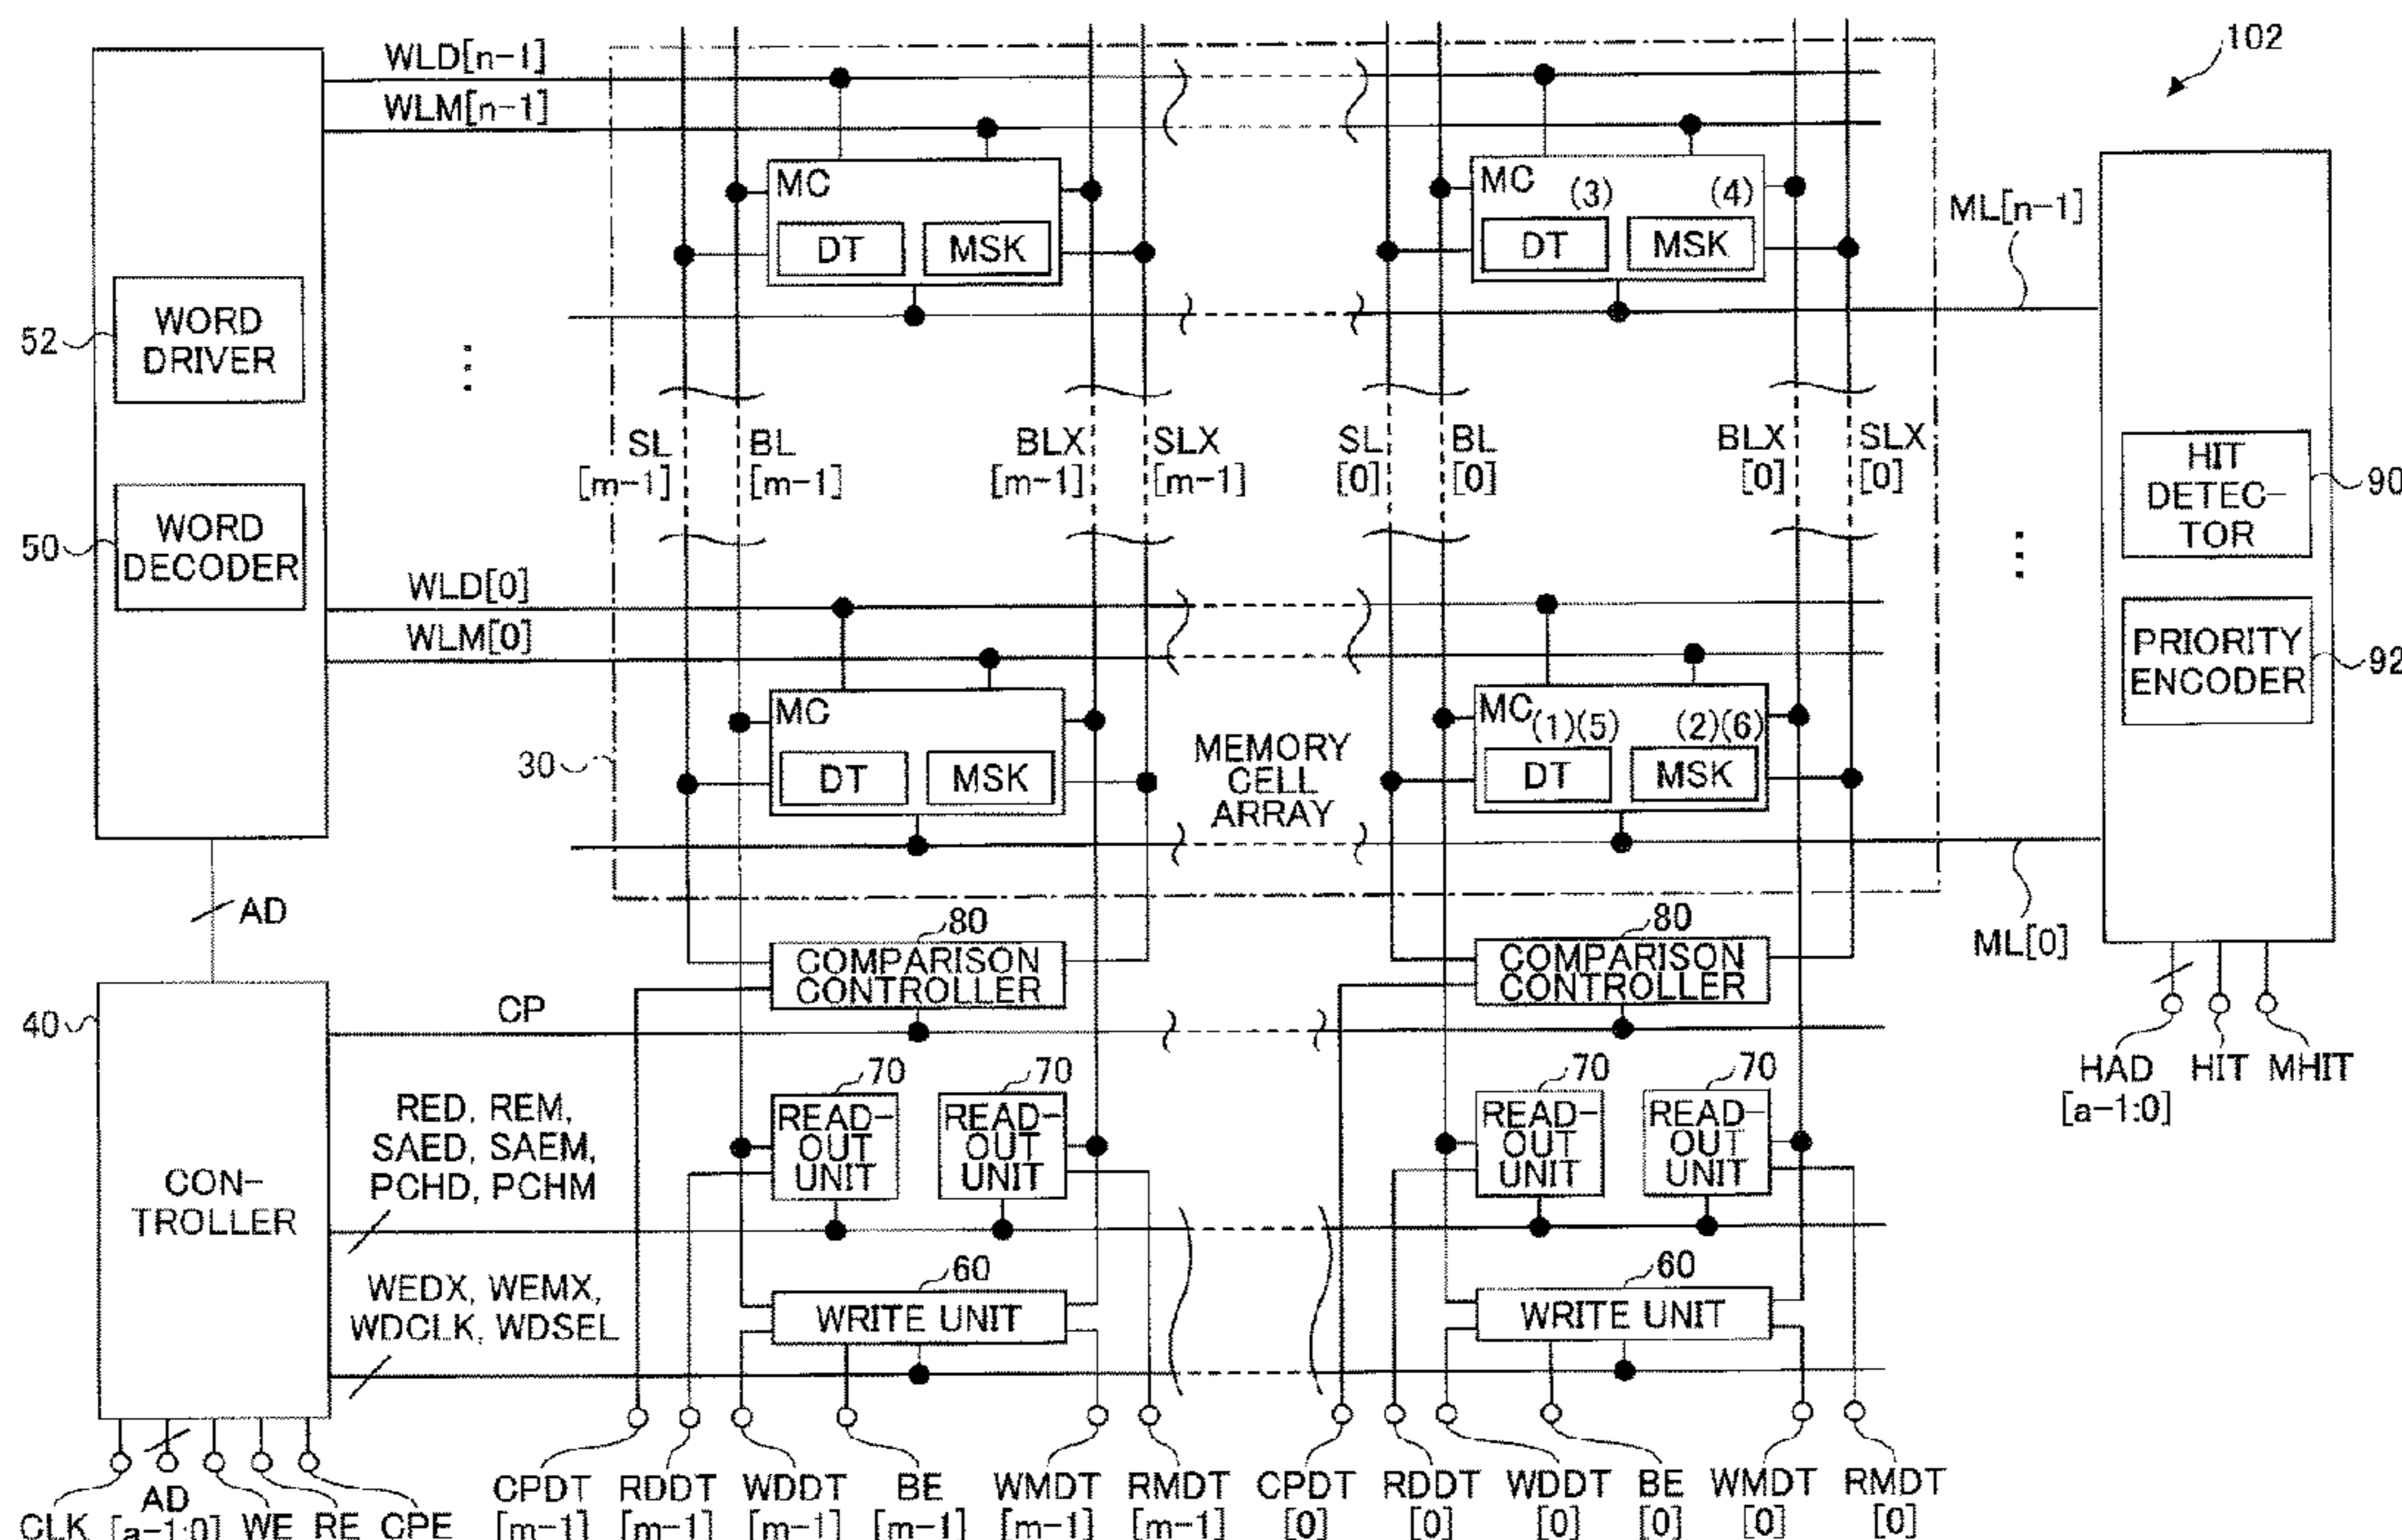 102
WLD[n-1]
WLM[n-1]
MC
DT
MSK
MC
(3)
(4)
DT
MSK
ML[n-1]
52
WORD
DRIVER
SL
[m-1]
BL
[m-1]
BLX
[m-1]
SLX
[m-1]
SL
[0]
BL
[0]
BLX
[0]
SLX
[0]
HIT
DETEC-
TOR
90
50
WORD
DECODER
WLD[0]
WLM[0]
PRIORITY
ENCODER
92
30
MC
DT
MSK
MEMORY
CELL
ARRAY
MC
(1)(5)
(2)(6)
DT
MSK
AD
ML[0]
80
COMPARISON
CONTROLLER
80
COMPARISON
CONTROLLER
40
CP
HAD
[a-1:0]
HIT
MHIT
CON-
TROLLER
RED, REM,
SAED, SAEM,
PCHD, PCHM
70
READ-
OUT
UNIT
70
READ-
OUT
UNIT
70
READ-
OUT
UNIT
70
READ-
OUT
UNIT
WEDX, WEMX,
WDCLK, WDSEL
60
WRITE UNIT
60
WRITE UNIT
CLK
AD
[a-1:0]
WE
RE
CPE
CPDT
[m-1]
RDDT
[m-1]
WDDT
[m-1]
BE
[m-1]
WMDT
[m-1]
RMDT
[m-1]
CPDT
[0]
RDDT
[0]
WDDT
[0]
BE
[0]
WMDT
[0]
RMDT
[0]